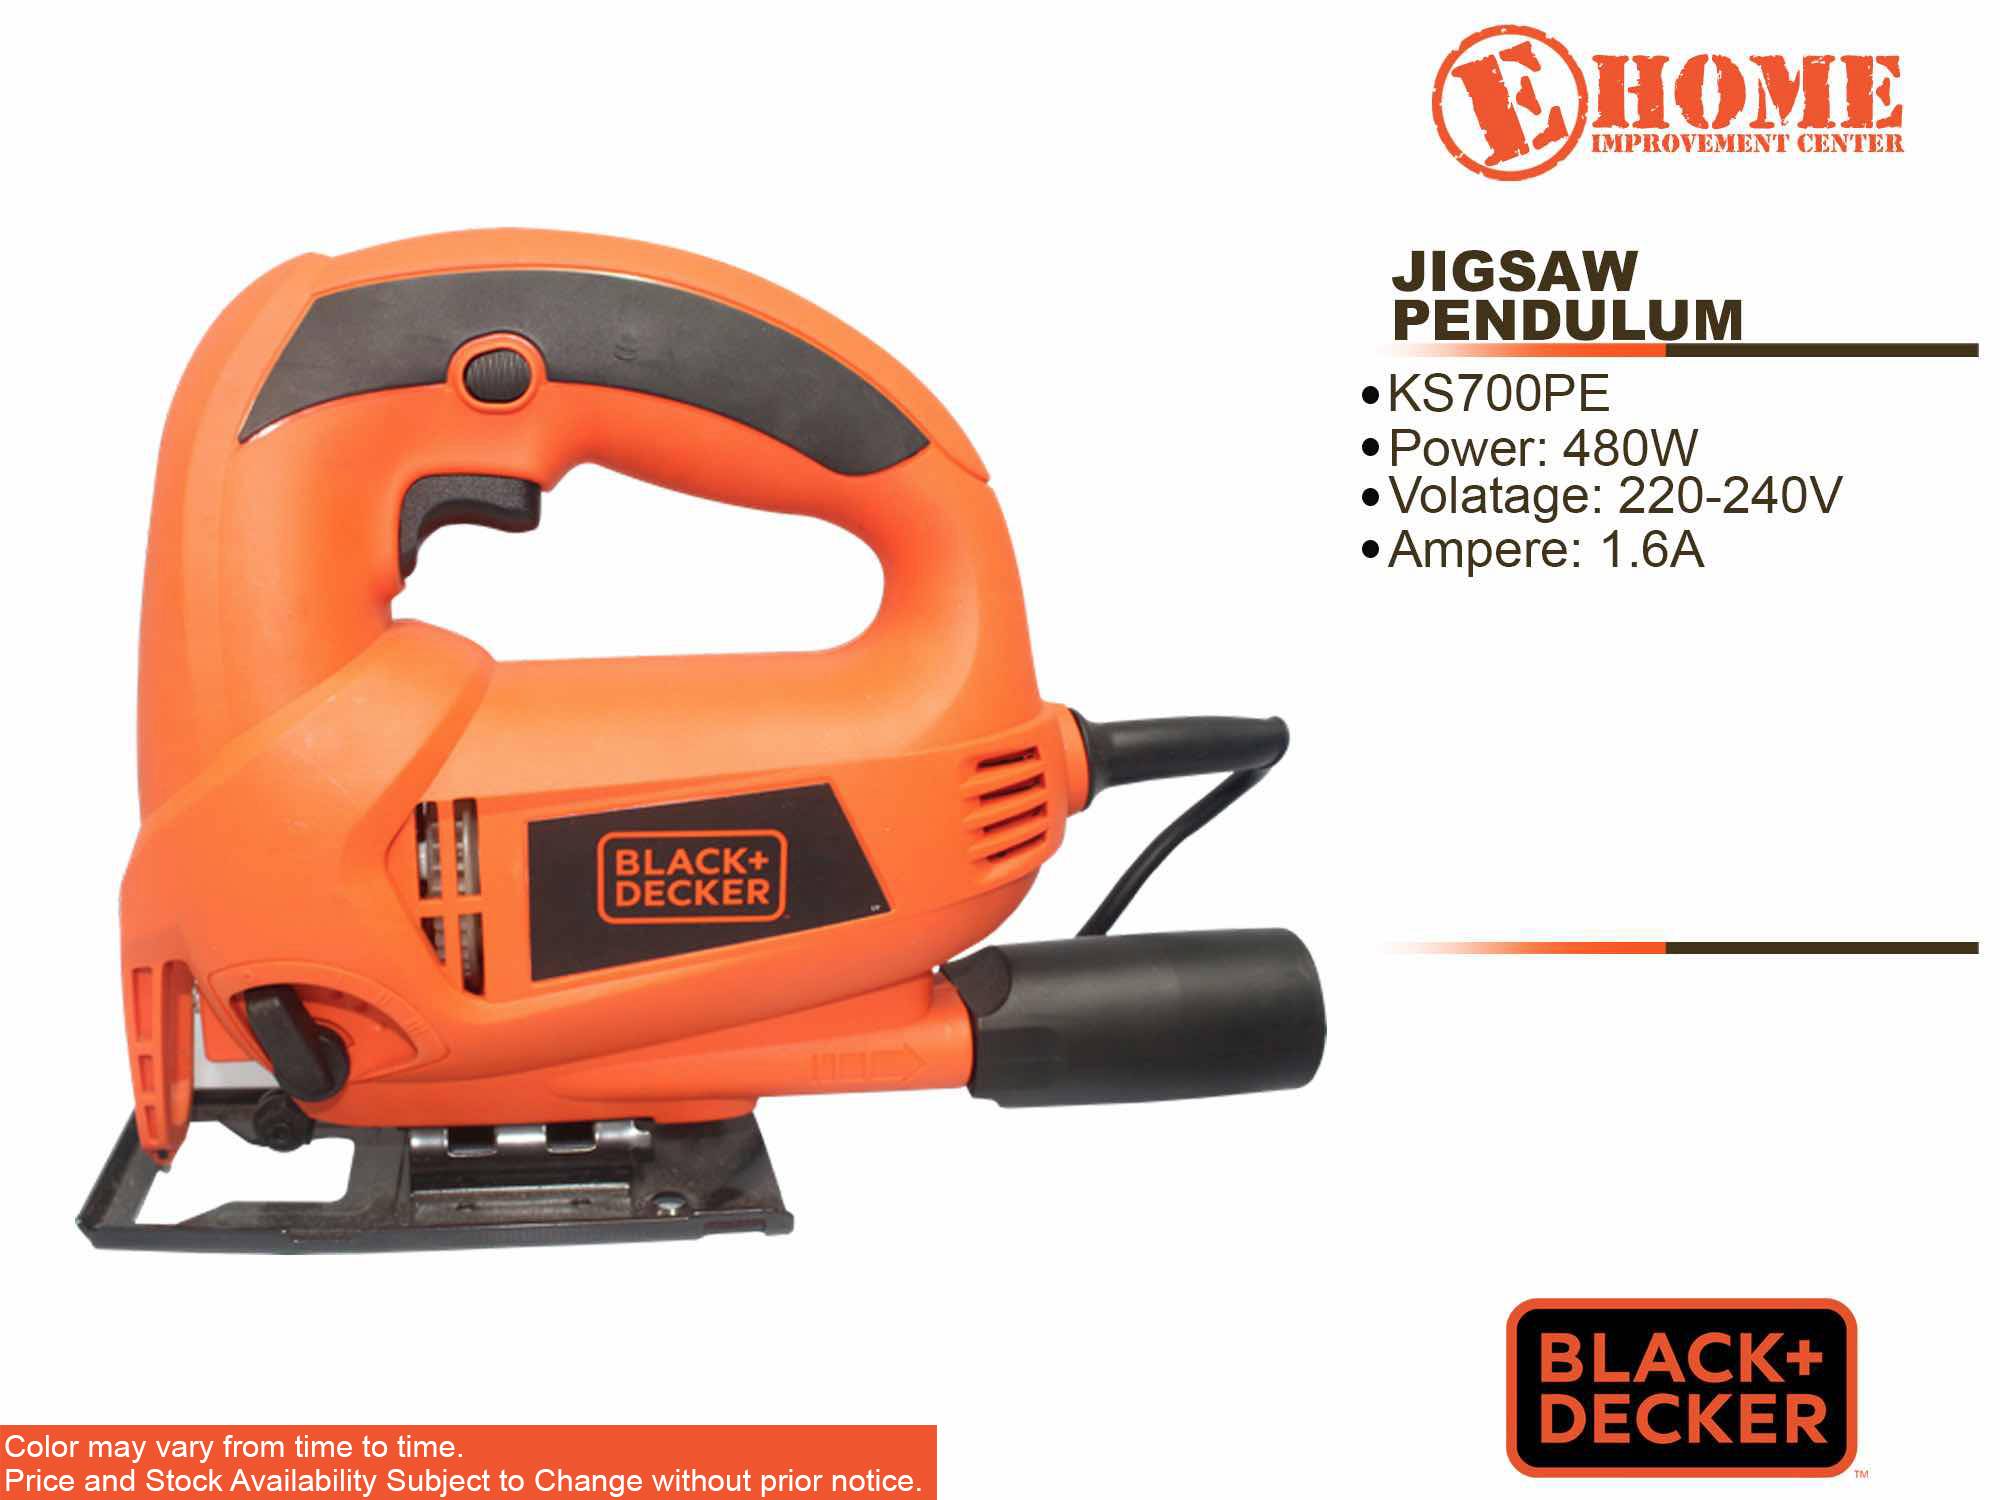 E HOME
IMPROVEMENT CENTER
JIGSAW
PENDULUM
•KS700PE
•Power: 480W
•Volatage: 220-240V
•Ampere: 1.6A
BLACK+
DECKER
BLACK+
DECKER
TM
Color may vary from time to time.
Price and Stock Availability Subject to Change without prior notice.